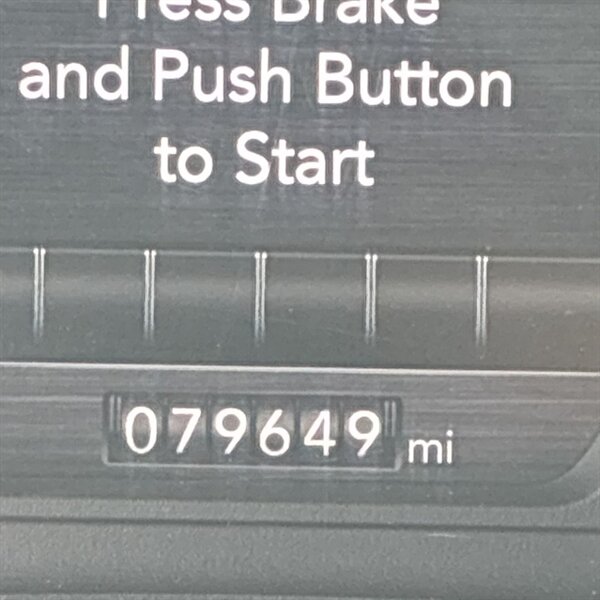 Press Brake
and Push Button
to Start
079649 mi